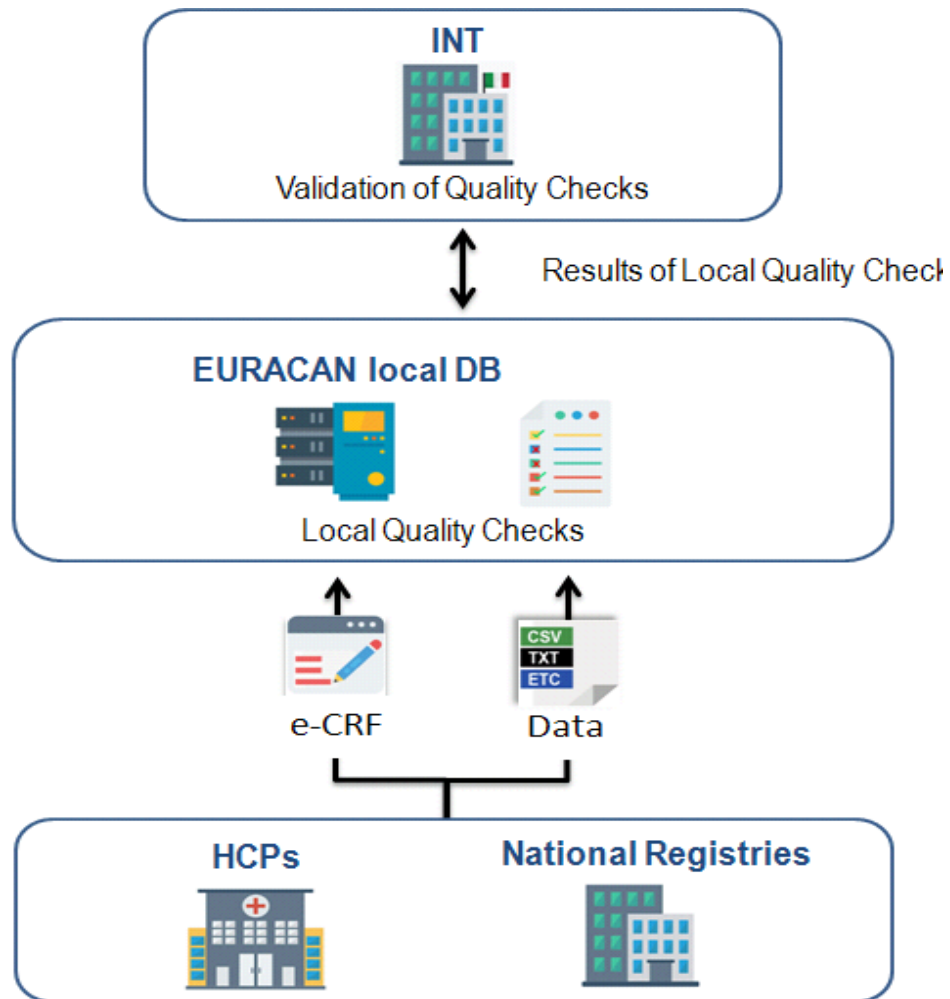 INT
Validation of Quality Checks
Results of Local Quality Check
EURACAN local DB
Local Quality Checks
CSV
TXT
ETC
e-CRF
Data
HCPs
National Registries